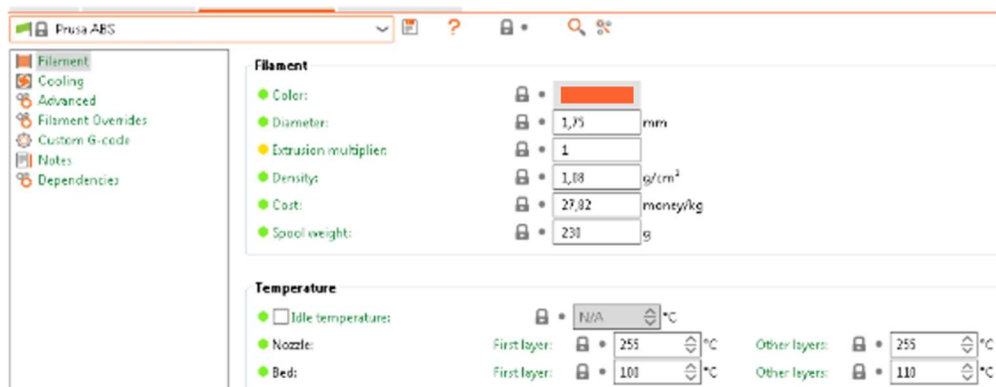 Prusa ABS
?
Filament
Cooling
Advanced
Filament Overrides
Custom G-code
Notes
Dependencies
Filament
Color:
Diameter: 1,75 mm
Extrusion multiplier: 1
Density: 1,08 g/cm³
Cost: 27,82 money/kg
Spool weight: 230 g
Temperature
Idle temperature: N/A °C
Nozzle: First layer: 255 °C Other layers: 255 °C
Bed: First layer: 100 °C Other layers: 110 °C